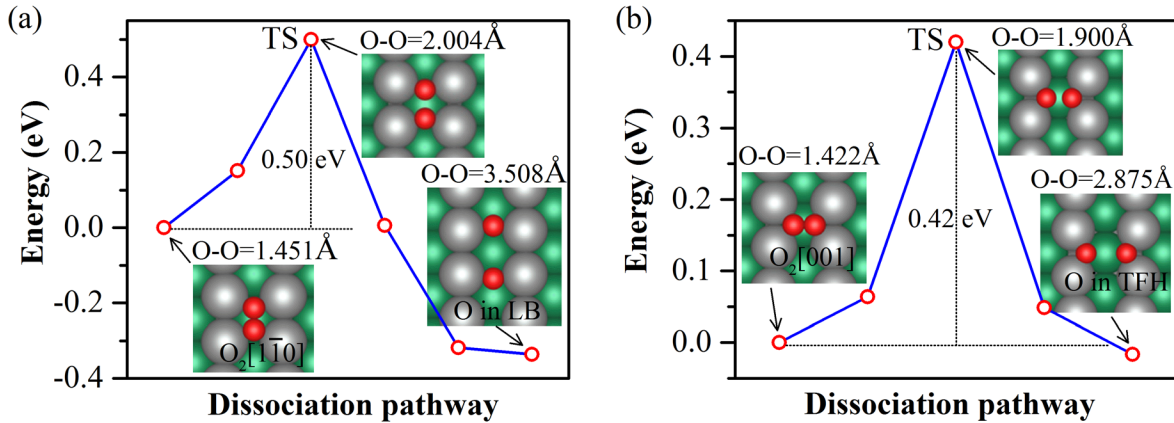 (a)
Energy (eV)
0.4
0.2
0.0
-0.2
-0.4
TS
O-O=2.004Å
0.50 eV
O-O=3.508Å
O-O=1.451Å
O in LB
O₂[11̄0]
Dissociation pathway
(b)
Energy (eV)
0.4
0.3
0.2
0.1
0.0
TS
O-O=1.900Å
O-O=1.422Å
O-O=2.875Å
0.42 eV
O₂[001]
O in TFH
Dissociation pathway